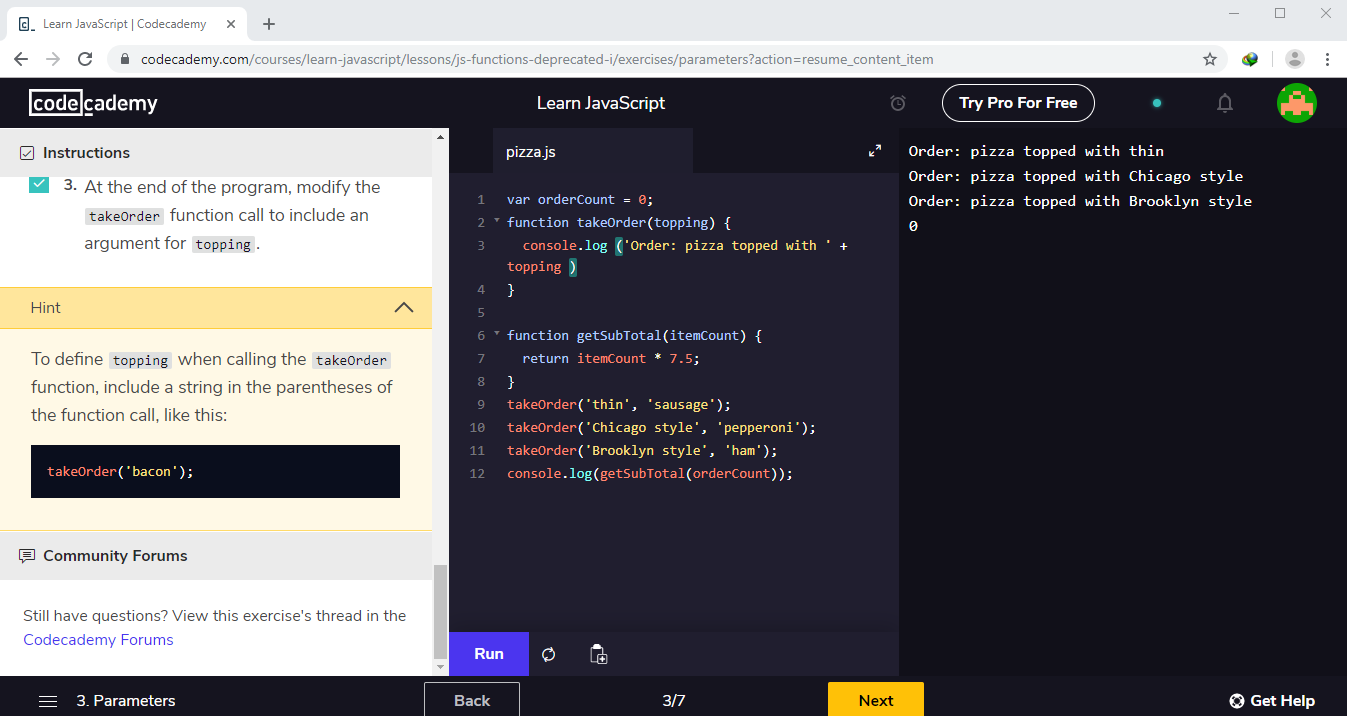 Learn JavaScript | Codecademy
codecademy.com/courses/learn-javascript/lessons/js-functions-deprecated-i/exercises/parameters?action=resume_content_item
codecademy
Learn JavaScript
Try Pro For Free
Instructions
3. At the end of the program, modify the
takeOrder function call to include an
argument for topping.
Hint
To define topping when calling the takeOrder
function, include a string in the parentheses of
the function call, like this:
takeOrder('bacon');
Community Forums
Still have questions? View this exercise's thread in the
Codecademy Forums
pizza.js
1 var orderCount = 0;
2 function takeOrder(topping) {
3 console.log ('Order: pizza topped with ' +
topping )
4 }
5
6 function getSubTotal(itemCount) {
7 return itemCount * 7.5;
8 }
9 takeOrder('thin', 'sausage');
10 takeOrder('Chicago style', 'pepperoni');
11 takeOrder('Brooklyn style', 'ham');
12 console.log(getSubTotal(orderCount));
Run
Order: pizza topped with thin
Order: pizza topped with Chicago style
Order: pizza topped with Brooklyn style
0
3. Parameters
Back
3/7
Next
Get Help